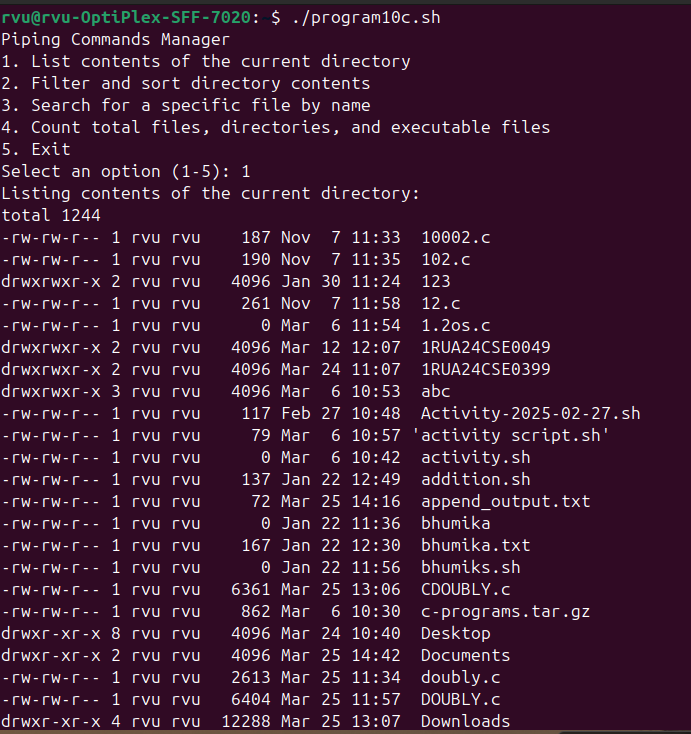 rvu@rvu-OptiPlex-SFF-7020: $ ./program10c.sh
Piping Commands Manager
1. List contents of the current directory
2. Filter and sort directory contents
3. Search for a specific file by name
4. Count total files, directories, and executable files
5. Exit
Select an option (1-5): 1
Listing contents of the current directory:
total 1244
-rw-rw-r-- 1 rvu rvu    187 Nov  7 11:33  10002.c
-rw-rw-r-- 1 rvu rvu    190 Nov  7 11:35  102.c
drwxrwxr-x 2 rvu rvu   4096 Jan 30 11:24  123
-rw-rw-r-- 1 rvu rvu    261 Nov  7 11:58  12.c
-rw-rw-r-- 1 rvu rvu      0 Mar  6 11:54  1.2os.c
drwxrwxr-x 2 rvu rvu   4096 Mar 12 12:07  1RUA24CSE0049
drwxrwxr-x 2 rvu rvu   4096 Mar 24 11:07  1RUA24CSE0399
drwxrwxr-x 3 rvu rvu   4096 Mar  6 10:53  abc
-rw-rw-r-- 1 rvu rvu    117 Feb 27 10:48  Activity-2025-02-27.sh
-rw-rw-r-- 1 rvu rvu     79 Mar  6 10:57 'activity script.sh'
-rw-rw-r-- 1 rvu rvu      0 Mar  6 10:42  activity.sh
-rw-rw-r-- 1 rvu rvu    137 Jan 22 12:49  addition.sh
-rw-rw-r-- 1 rvu rvu     72 Mar 25 14:16  append_output.txt
-rw-rw-r-- 1 rvu rvu      0 Jan 22 11:36  bhumika
-rw-rw-r-- 1 rvu rvu    167 Jan 22 12:30  bhumika.txt
-rw-rw-r-- 1 rvu rvu      0 Jan 22 11:56  bhumiks.sh
-rw-rw-r-- 1 rvu rvu   6361 Mar 25 13:06  CDOUBLY.c
-rw-rw-r-- 1 rvu rvu    862 Mar  6 10:30  c-programs.tar.gz
drwxr-xr-x 8 rvu rvu   4096 Mar 24 10:40  Desktop
drwxr-xr-x 2 rvu rvu   4096 Mar 25 14:42  Documents
-rw-rw-r-- 1 rvu rvu   2613 Mar 25 11:34  doubly.c
-rw-rw-r-- 1 rvu rvu   6404 Mar 25 11:57  DOUBLY.c
drwxr-xr-x 4 rvu rvu  12288 Mar 25 13:07  Downloads